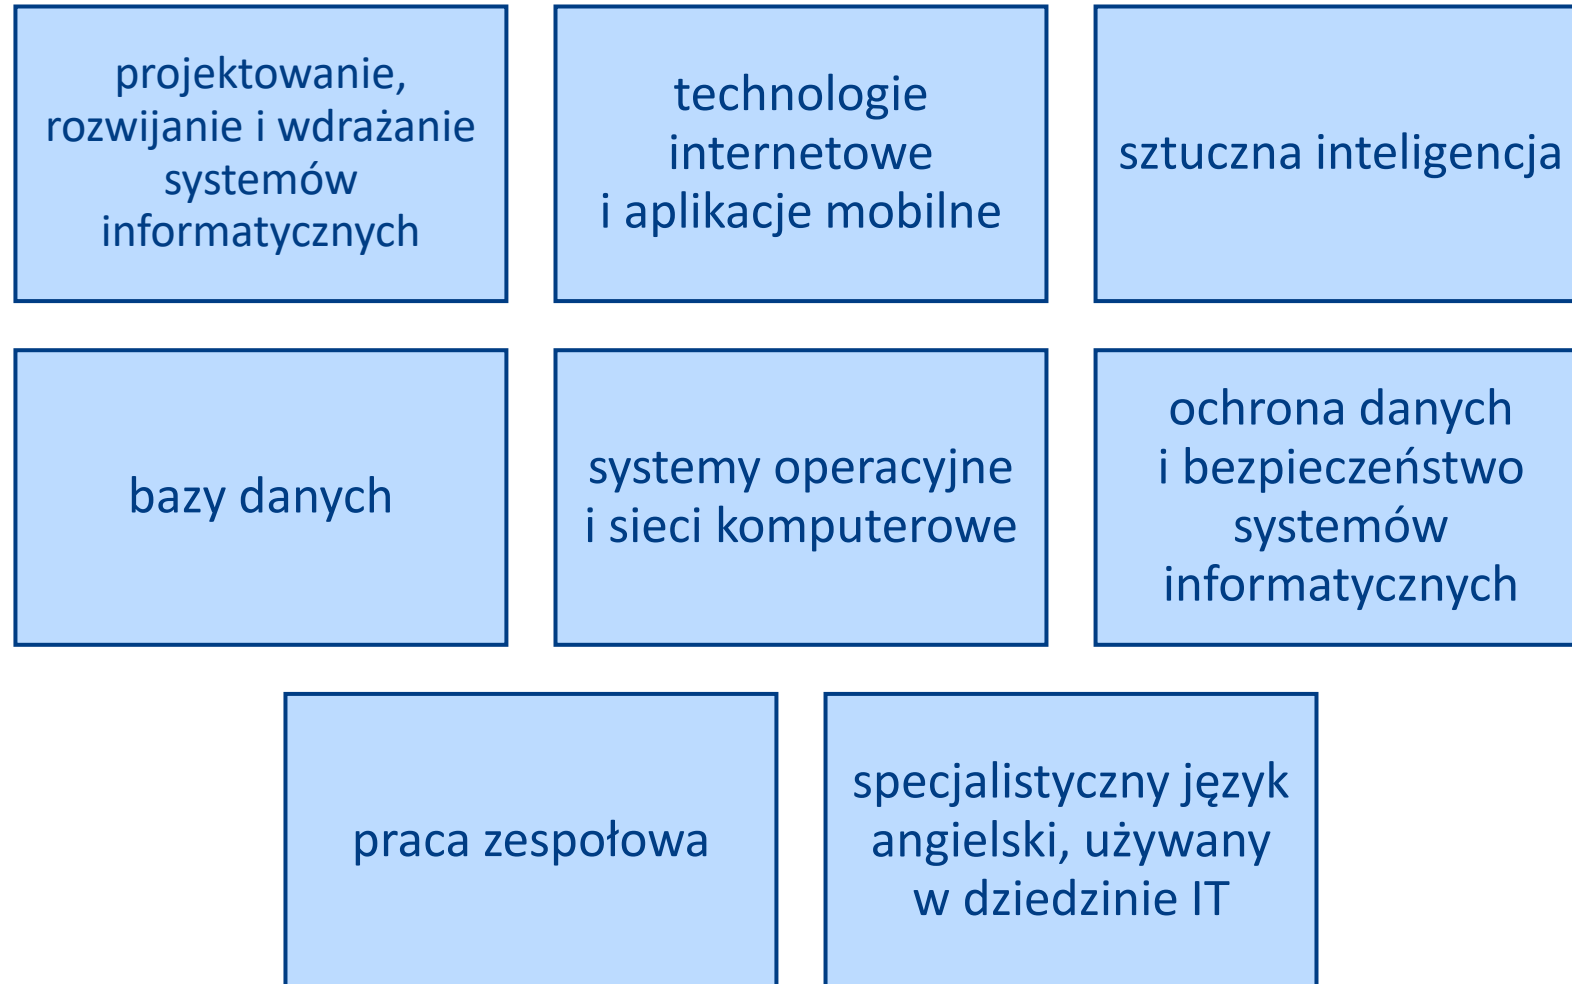 projektowanie,
rozwijanie i wdrażanie
systemów
informatycznych
technologie
internetowe
i aplikacje mobilne
sztuczna inteligencja
bazy danych
systemy operacyjne
i sieci komputerowe
ochrona danych
i bezpieczeństwo
systemów
informatycznych
praca zespołowa
specjalistyczny język
angielski, używany
w dziedzinie IT